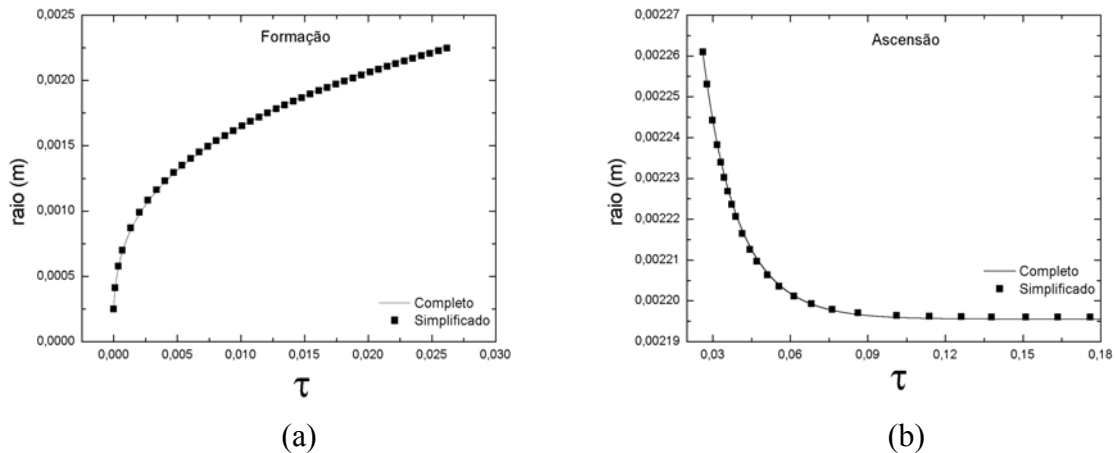 Formação
raio (m)
0,0025
0,0020
0,0015
0,0010
0,0005
0,0000
Completo
Simplificado
0,000 0,005 0,010 0,015 0,020 0,025 0,030
τ
(a)
Ascensão
raio (m)
0,00227
0,00226
0,00225
0,00224
0,00223
0,00222
0,00221
0,00220
0,00219
Completo
Simplificado
0,03 0,06 0,09 0,12 0,15 0,18
τ
(b)